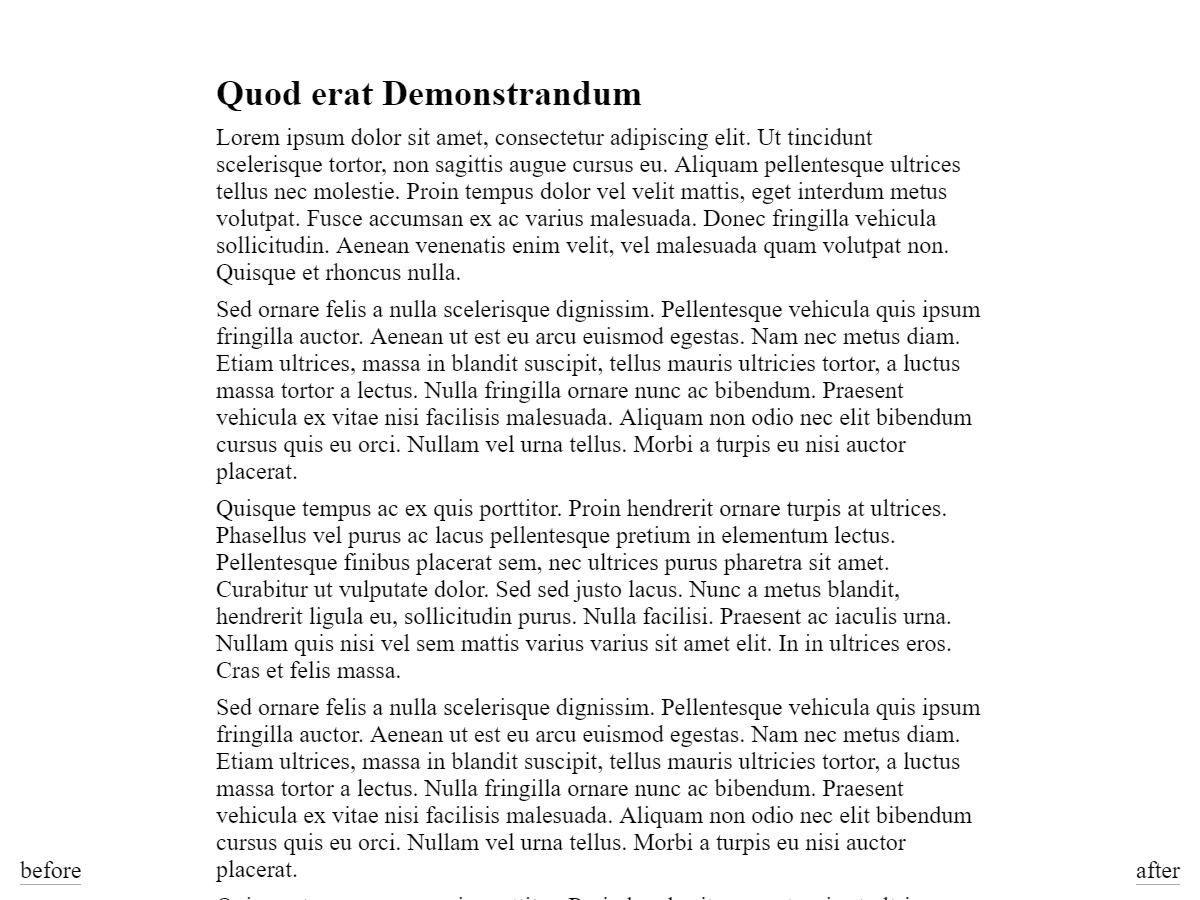 Quod erat Demonstrandum
Lorem ipsum dolor sit amet, consectetur adipiscing elit. Ut tincidunt
scelerisque tortor, non sagittis augue cursus eu. Aliquam pellentesque ultrices
tellus nec molestie. Proin tempus dolor vel velit mattis, eget interdum metus
volutpat. Fusce accumsan ex ac varius malesuada. Donec fringilla vehicula
sollicitudin. Aenean venenatis enim velit, vel malesuada quam volutpat non.
Quisque et rhoncus nulla.
Sed ornare felis a nulla scelerisque dignissim. Pellentesque vehicula quis ipsum
fringilla auctor. Aenean ut est eu arcu euismod egestas. Nam nec metus diam.
Etiam ultrices, massa in blandit suscipit, tellus mauris ultricies tortor, a luctus
massa tortor a lectus. Nulla fringilla ornare nunc ac bibendum. Praesent
vehicula ex vitae nisi facilisis malesuada. Aliquam non odio nec elit bibendum
cursus quis eu orci. Nullam vel urna tellus. Morbi a turpis eu nisi auctor
placerat.
Quisque tempus ac ex quis porttitor. Proin hendrerit ornare turpis at ultrices.
Phasellus vel purus ac lacus pellentesque pretium in elementum lectus.
Pellentesque finibus placerat sem, nec ultrices purus pharetra sit amet.
Curabitur ut vulputate dolor. Sed sed justo lacus. Nunc a metus blandit,
hendrerit ligula eu, sollicitudin purus. Nulla facilisi. Praesent ac iaculis urna.
Nullam quis nisi vel sem mattis varius varius sit amet elit. In in ultrices eros.
Cras et felis massa.
Sed ornare felis a nulla scelerisque dignissim. Pellentesque vehicula quis ipsum
fringilla auctor. Aenean ut est eu arcu euismod egestas. Nam nec metus diam.
Etiam ultrices, massa in blandit suscipit, tellus mauris ultricies tortor, a luctus
massa tortor a lectus. Nulla fringilla ornare nunc ac bibendum. Praesent
vehicula ex vitae nisi facilisis malesuada. Aliquam non odio nec elit bibendum
cursus quis eu orci. Nullam vel urna tellus. Morbi a turpis eu nisi auctor
placerat.
before
after